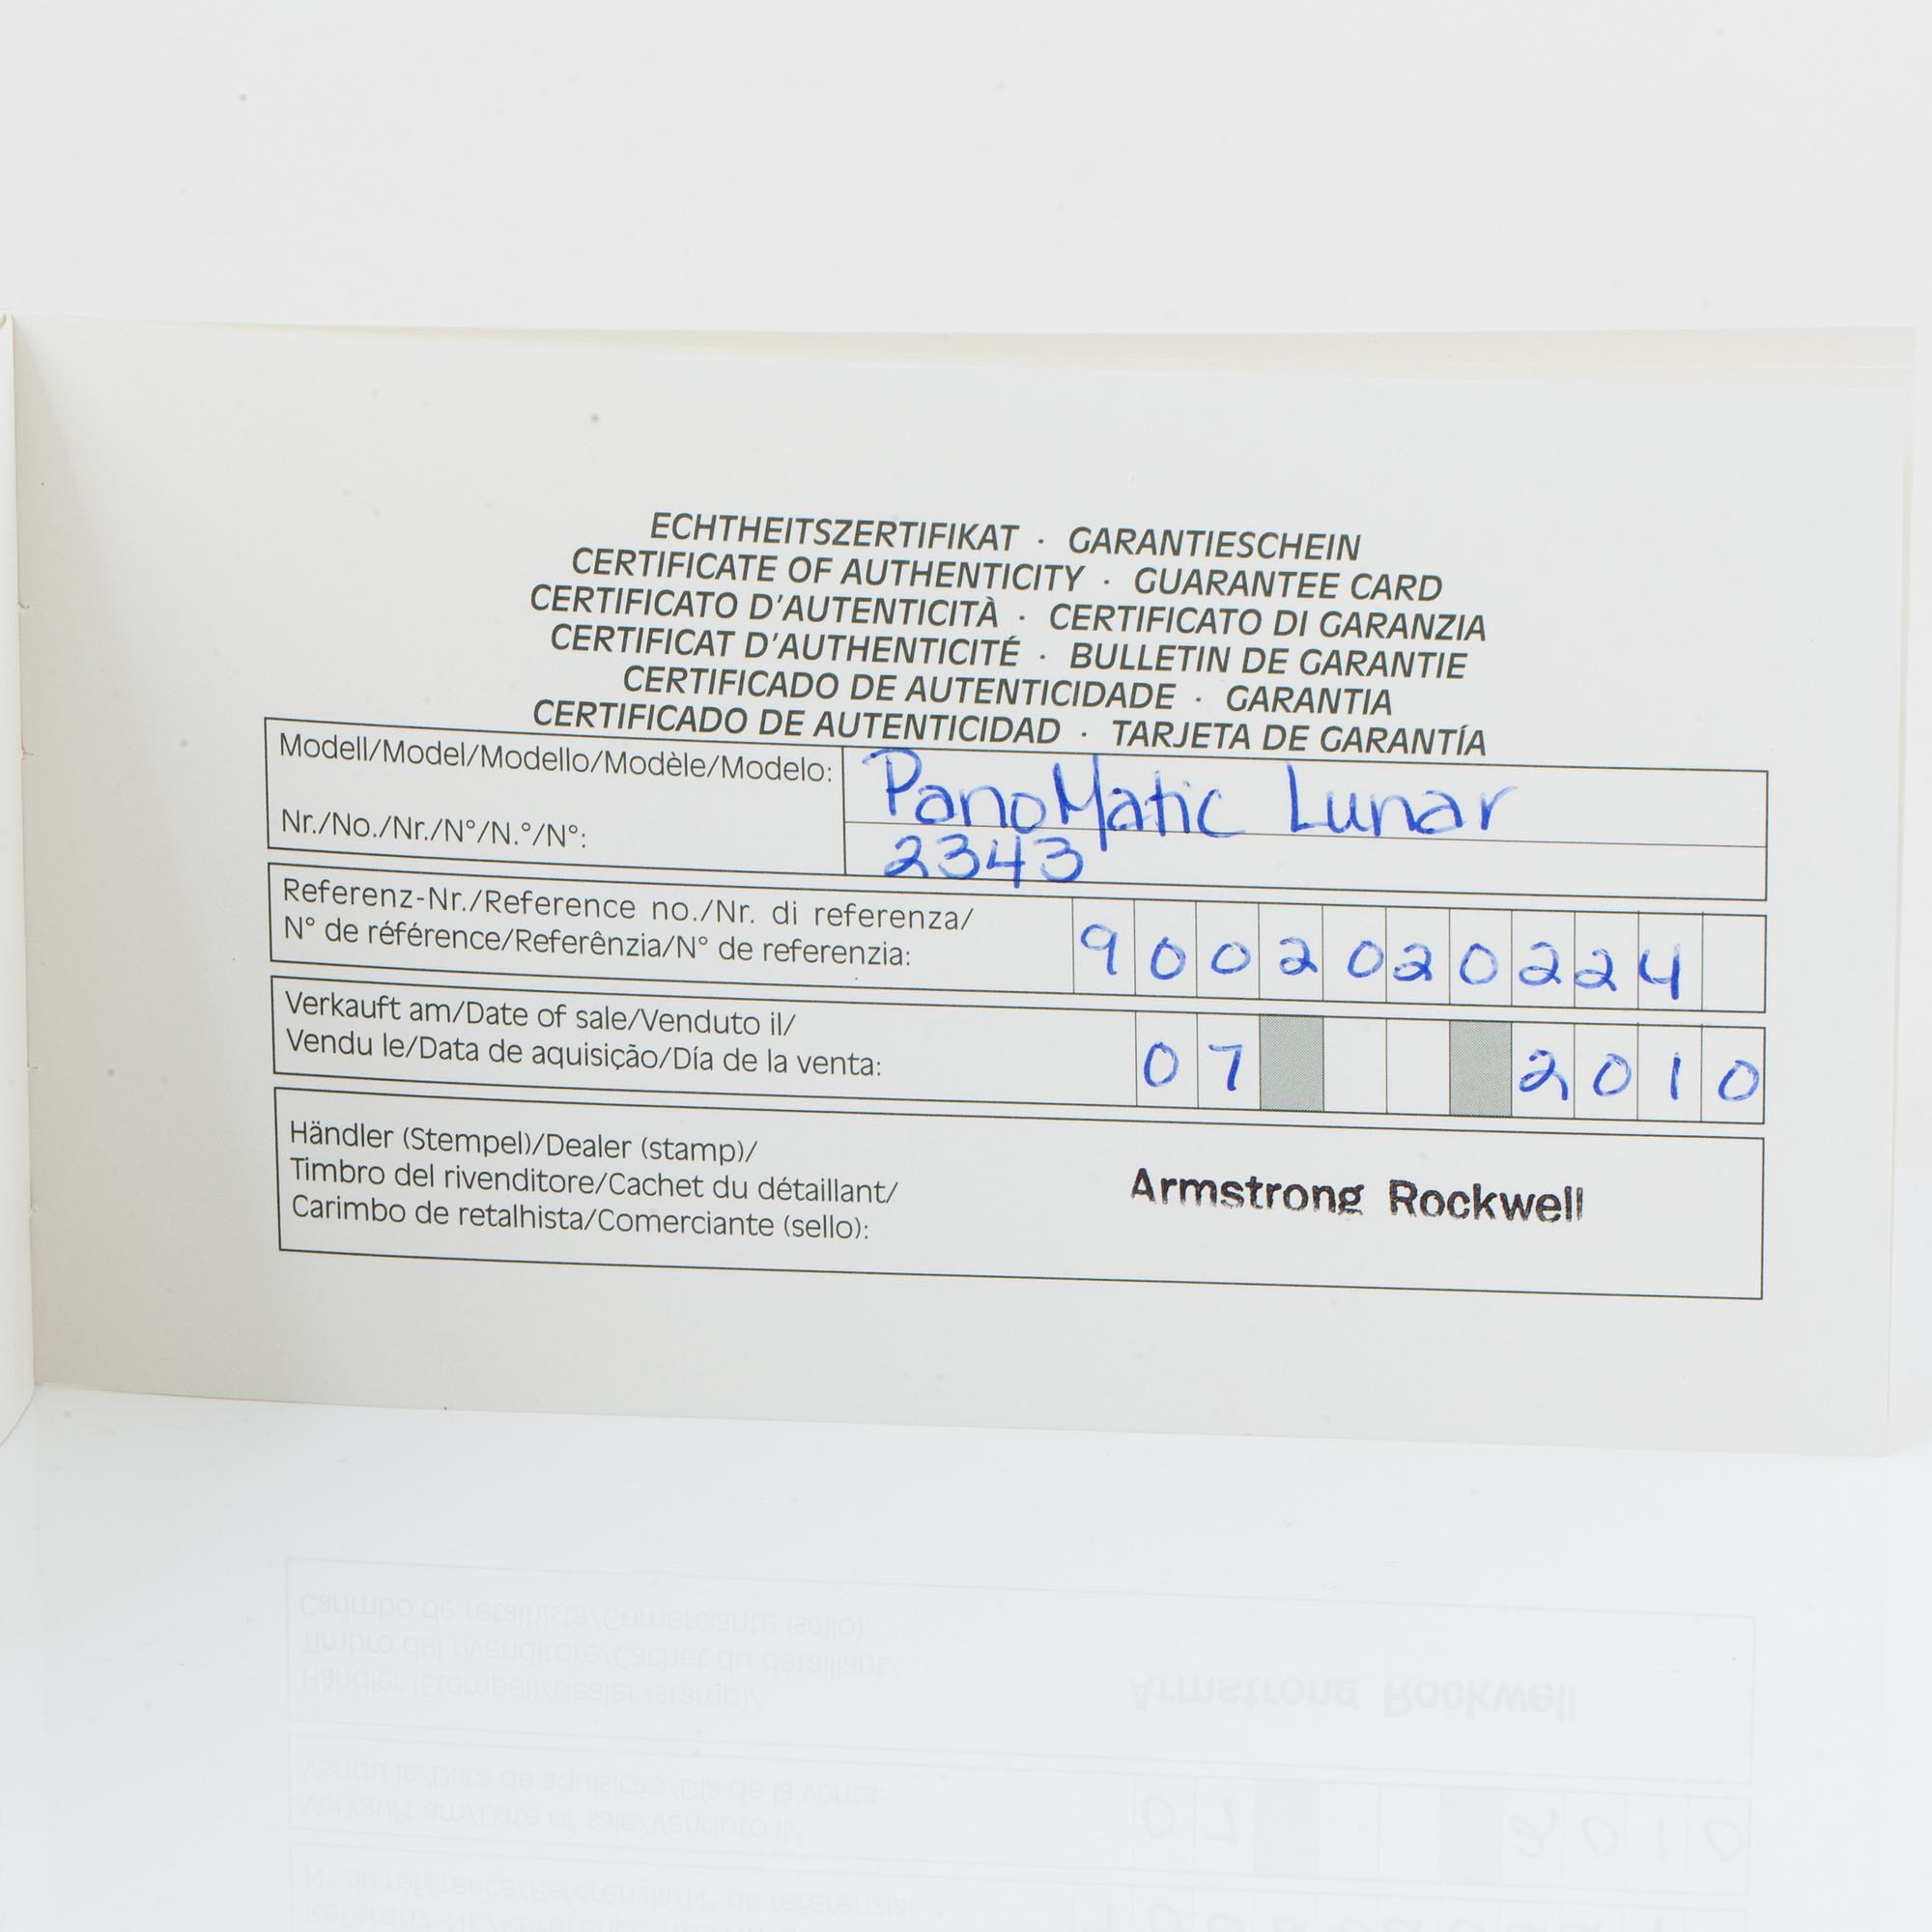 ECHTHEITSZERTIFIKAT · GARANTIESCHEIN
CERTIFICATE OF AUTHENTICITY · GUARANTEE CARD
CERTIFICATO D'AUTENTICITÀ · CERTIFICATO DI GARANZIA
CERTIFICAT D'AUTHENTICITÉ · BULLETIN DE GARANTIE
CERTIFICADO DE AUTENTICIDADE · GARANTIA
CERTIFICADO DE AUTENTICIDAD · TARJETA DE GARANTÍA
Modell/Model/Modello/Modèle/Modelo: PanoMatic Lunar
Nr./No./Nr./N°/N.°/N°: 2343
Referenz-Nr./Reference no./Nr. di referenza/
N° de référence/Referênzia/N° de referenzia: 9002020224
Verkauft am/Date of sale/Venduto il/
Vendu le/Data de aquisição/Día de la venta: 07 2010
Händler (Stempel)/Dealer (stamp)/
Timbro del rivenditore/Cachet du détaillant/ Armstrong Rockwell
Carimbo de retalhista/Comerciante (sello):